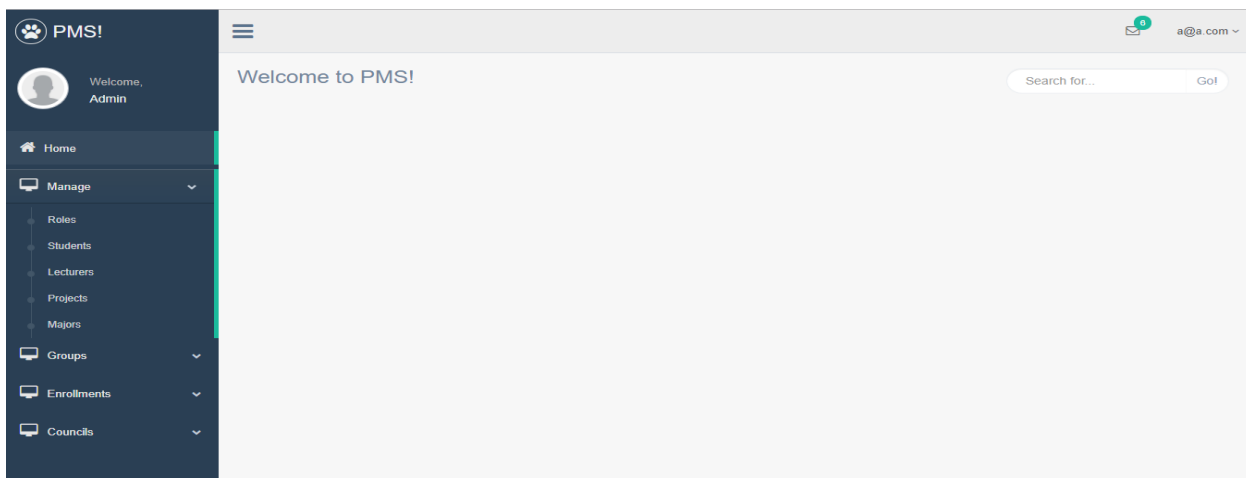 PMS!
Welcome,
Admin
Home
Manage
Roles
Students
Lecturers
Projects
Majors
Groups
Enrollments
Councils
6
a@a.com
Welcome to PMS!
Search for...
Go!